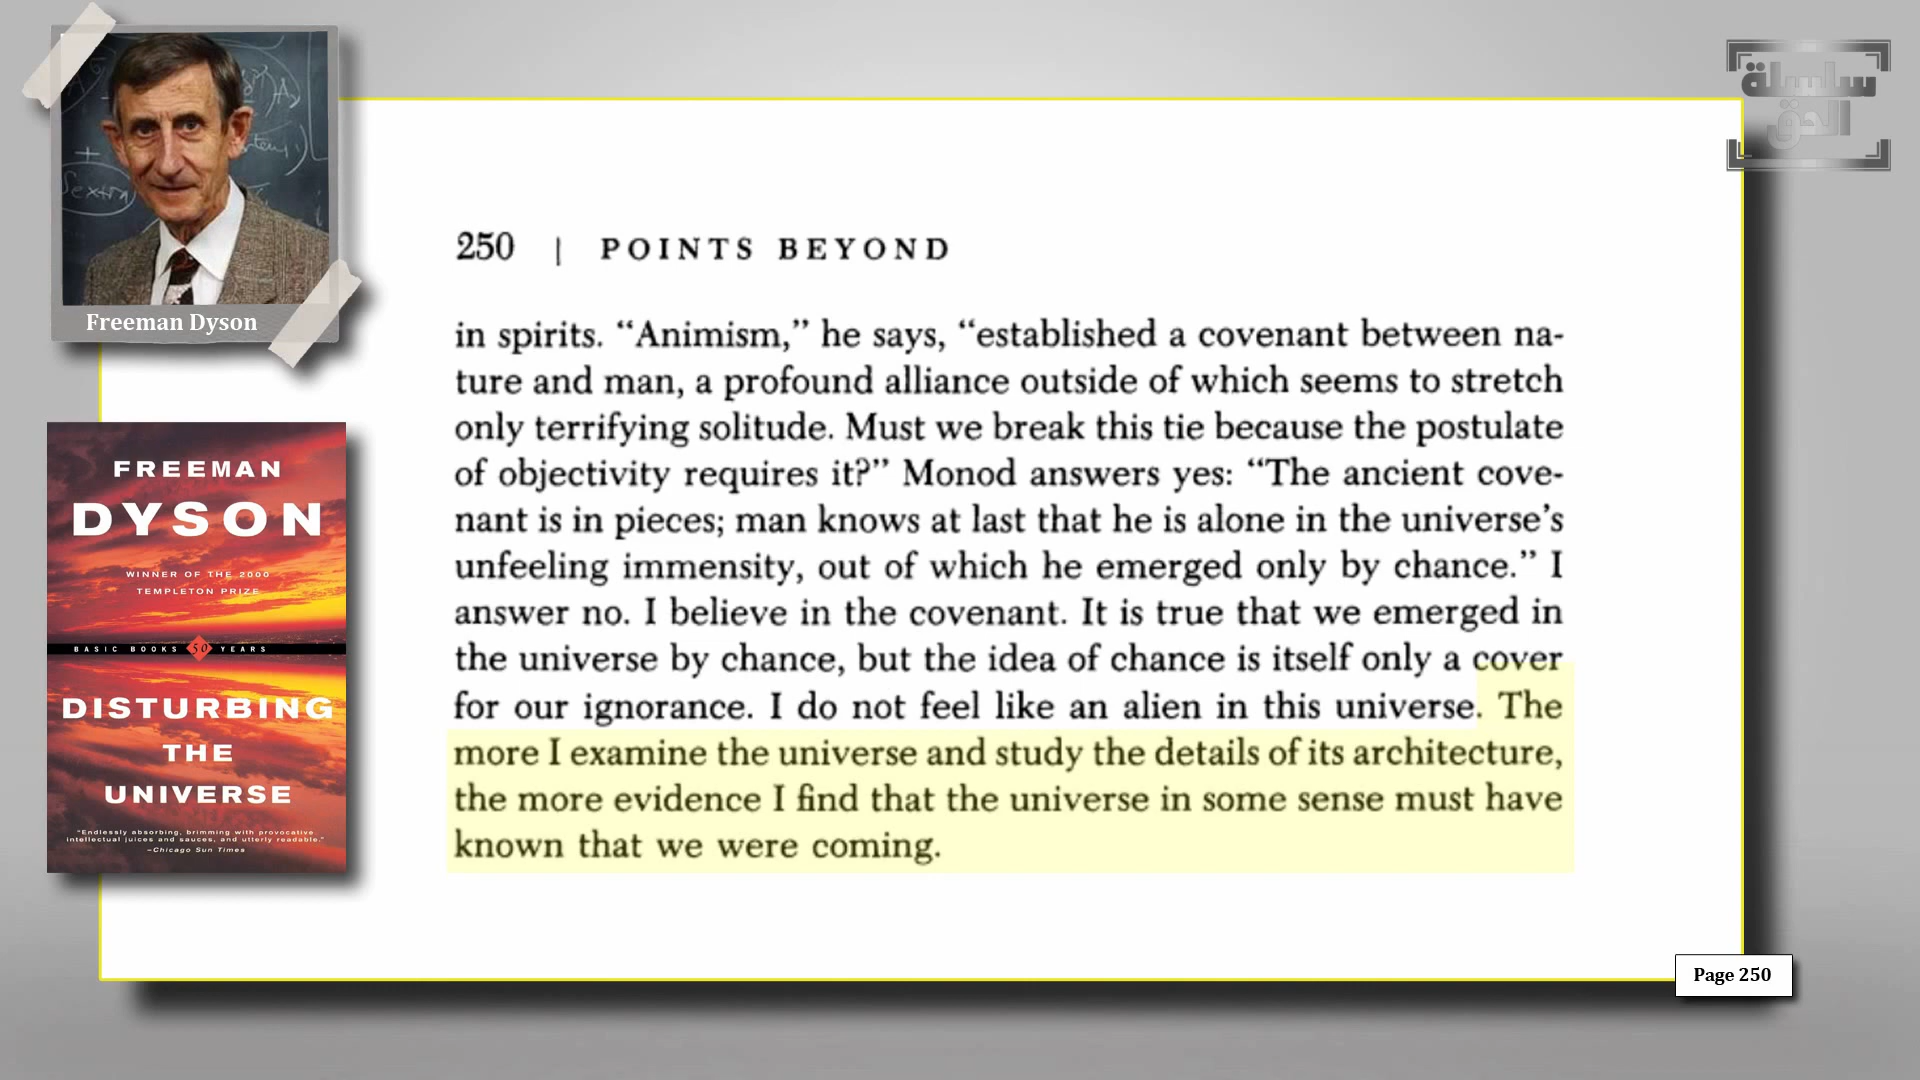 سلسلة
الحق
Freeman Dyson
250 | POINTS BEYOND
in spirits. “Animism,” he says, “established a covenant between na-
ture and man, a profound alliance outside of which seems to stretch
only terrifying solitude. Must we break this tie because the postulate
of objectivity requires it?” Monod answers yes: “The ancient cove-
nant is in pieces; man knows at last that he is alone in the universe’s
unfeeling immensity, out of which he emerged only by chance.” I
answer no. I believe in the covenant. It is true that we emerged in
the universe by chance, but the idea of chance is itself only a cover
for our ignorance. I do not feel like an alien in this universe. The
more I examine the universe and study the details of its architecture,
the more evidence I find that the universe in some sense must have
known that we were coming.
FREEMAN
DYSON
WINNER OF THE 2000
TEMPLETON PRIZE
BASIC BOOKS 50 YEARS
DISTURBING
THE
UNIVERSE
"Endlessly absorbing, brimming with provocative
intellectual juices and sauces, and utterly readable."
—Chicago Sun Times
Page 250